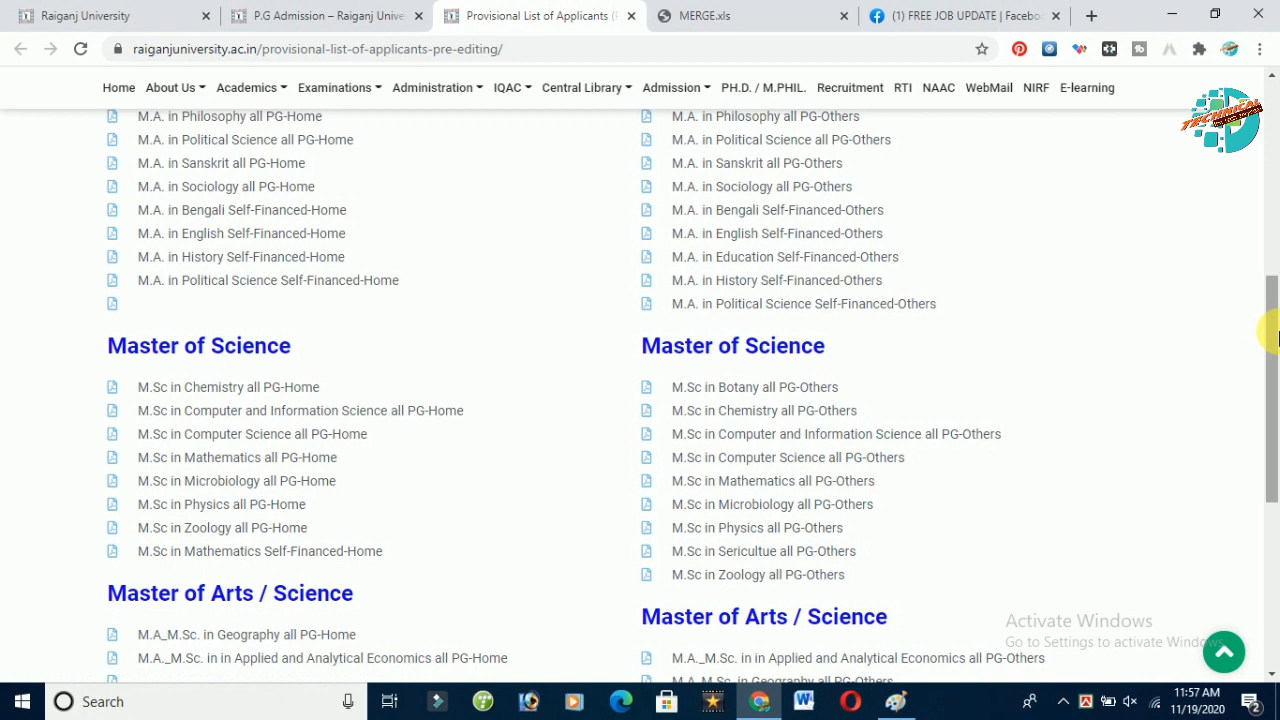 Raiganj University
P.G Admission – Raiganj Unive
Provisional List of Applicants (P
MERGE.xls
(1) FREE JOB UPDATE | Facebo
raiganjuniversity.ac.in/provisional-list-of-applicants-pre-editing/
Home About Us Academics Examinations Administration IQAC Central Library Admission PH.D. / M.PHIL. Recruitment RTI NAAC WebMail NIRF E-learning
TECHNICAL
M.A. in Philosophy all PG-Home
M.A. in Political Science all PG-Home
M.A. in Sanskrit all PG-Home
M.A. in Sociology all PG-Home
M.A. in Bengali Self-Financed-Home
M.A. in English Self-Financed-Home
M.A. in History Self-Financed-Home
M.A. in Political Science Self-Financed-Home
Master of Science
M.Sc in Chemistry all PG-Home
M.Sc in Computer and Information Science all PG-Home
M.Sc in Computer Science all PG-Home
M.Sc in Mathematics all PG-Home
M.Sc in Microbiology all PG-Home
M.Sc in Physics all PG-Home
M.Sc in Zoology all PG-Home
M.Sc in Mathematics Self-Financed-Home
Master of Arts / Science
M.A_M.Sc. in Geography all PG-Home
M.A._M.Sc. in in Applied and Analytical Economics all PG-Home
M.A. in Philosophy all PG-Others
M.A. in Political Science all PG-Others
M.A. in Sanskrit all PG-Others
M.A. in Sociology all PG-Others
M.A. in Bengali Self-Financed-Others
M.A. in English Self-Financed-Others
M.A. in Education Self-Financed-Others
M.A. in History Self-Financed-Others
M.A. in Political Science Self-Financed-Others
Master of Science
M.Sc in Botany all PG-Others
M.Sc in Chemistry all PG-Others
M.Sc in Computer and Information Science all PG-Others
M.Sc in Computer Science all PG-Others
M.Sc in Mathematics all PG-Others
M.Sc in Microbiology all PG-Others
M.Sc in Physics all PG-Others
M.Sc in Sericultue all PG-Others
M.Sc in Zoology all PG-Others
Master of Arts / Science
M.A._M.Sc. in in Applied and Analytical Economics all PG-Others
M.A_M.Sc. in Geography all PG-Others
Activate Windows
Go to Settings to activate Windows.
Search
11:57 AM
11/19/2020
2